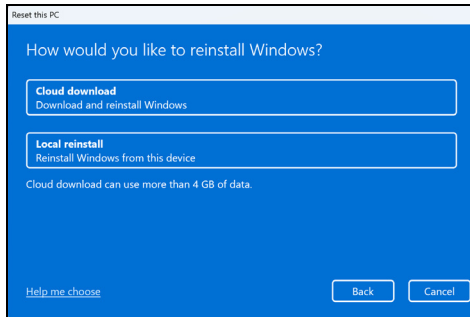 Reset this PC
How would you like to reinstall Windows?
Cloud download
Download and reinstall Windows
Local reinstall
Reinstall Windows from this device
Cloud download can use more than 4 GB of data.
Help me choose
Back
Cancel